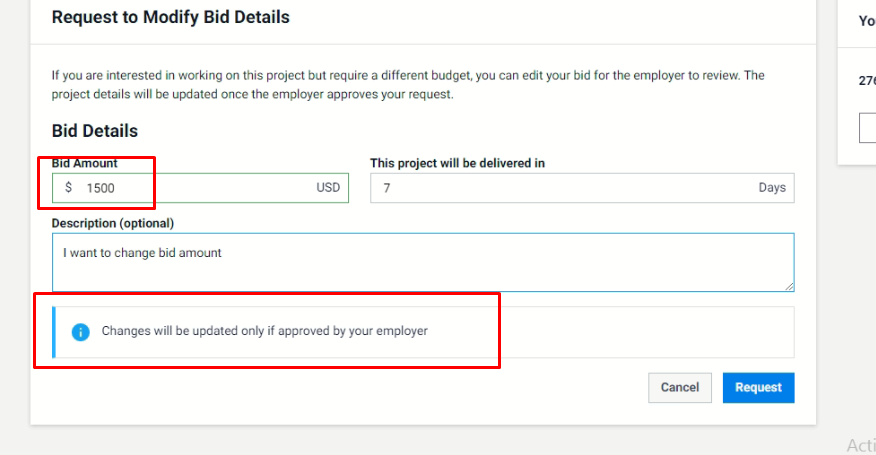 Request to Modify Bid Details
You
276
If you are interested in working on this project but require a different budget, you can edit your bid for the employer to review. The
project details will be updated once the employer approves your request.
Bid Details
Bid Amount
This project will be delivered in
$ 1500 USD
7 Days
Description (optional)
I want to change bid amount
i Changes will be updated only if approved by your employer
Cancel
Request
Acti